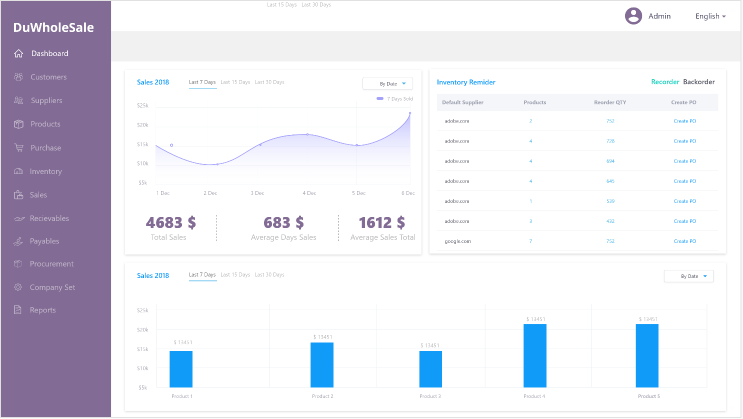 Last 15 Days Last 30 Days
DuWholeSale
Admin
English
Dashboard
Customers
Suppliers
Products
Purchase
Inventory
Sales
Receivables
Payables
Procurement
Company Set
Reports
Sales 2018
Last 7 Days Last 15 Days Last 30 Days
By Date
7 Days Sold
$25k
$20k
$15k
$10k
$5k
1 Dec 2 Dec 3 Dec 4 Dec 5 Dec 6 Dec
4683 $ 683 $ 1612 $
Total Sales Average Days Sales Average Sales Total
Inventory Remider Recorder Backorder
Default Supplier Products Reorder QTY Create PO
adobe.com 2 752 Create PO
adobe.com 4 726 Create PO
adobe.com 4 694 Create PO
adobe.com 4 645 Create PO
adobe.com 1 539 Create PO
adobe.com 3 432 Create PO
google.com 7 752 Create PO
Sales 2018
Last 7 Days Last 15 Days Last 30 Days
By Date
$25k
$20k
$15k
$10k
$5k
$ 13451 $ 13451 $ 13451 $ 13451 $ 13451
Product 1 Product 2 Product 3 Product 4 Product 5